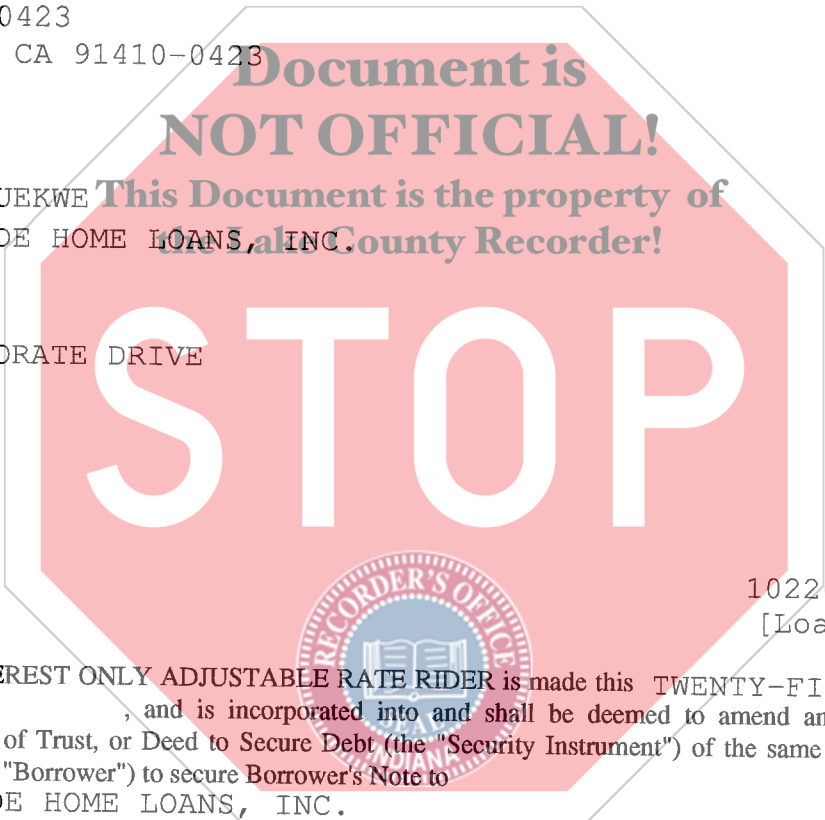 0423
CA 91410-0423
Document is
NOT OFFICIAL!
UEKWE This Document is the property of
DE HOME LOANS, INC. the Lake County Recorder!
ORATE DRIVE
STOP
RECORDER'S OFFICE
LAKE
INDIANA
1022
[Loa
EREST ONLY ADJUSTABLE RATE RIDER is made this TWENTY-FI
, and is incorporated into and shall be deemed to amend an
of Trust, or Deed to Secure Debt (the "Security Instrument") of the same
"Borrower") to secure Borrower's Note to
DE HOME LOANS, INC.